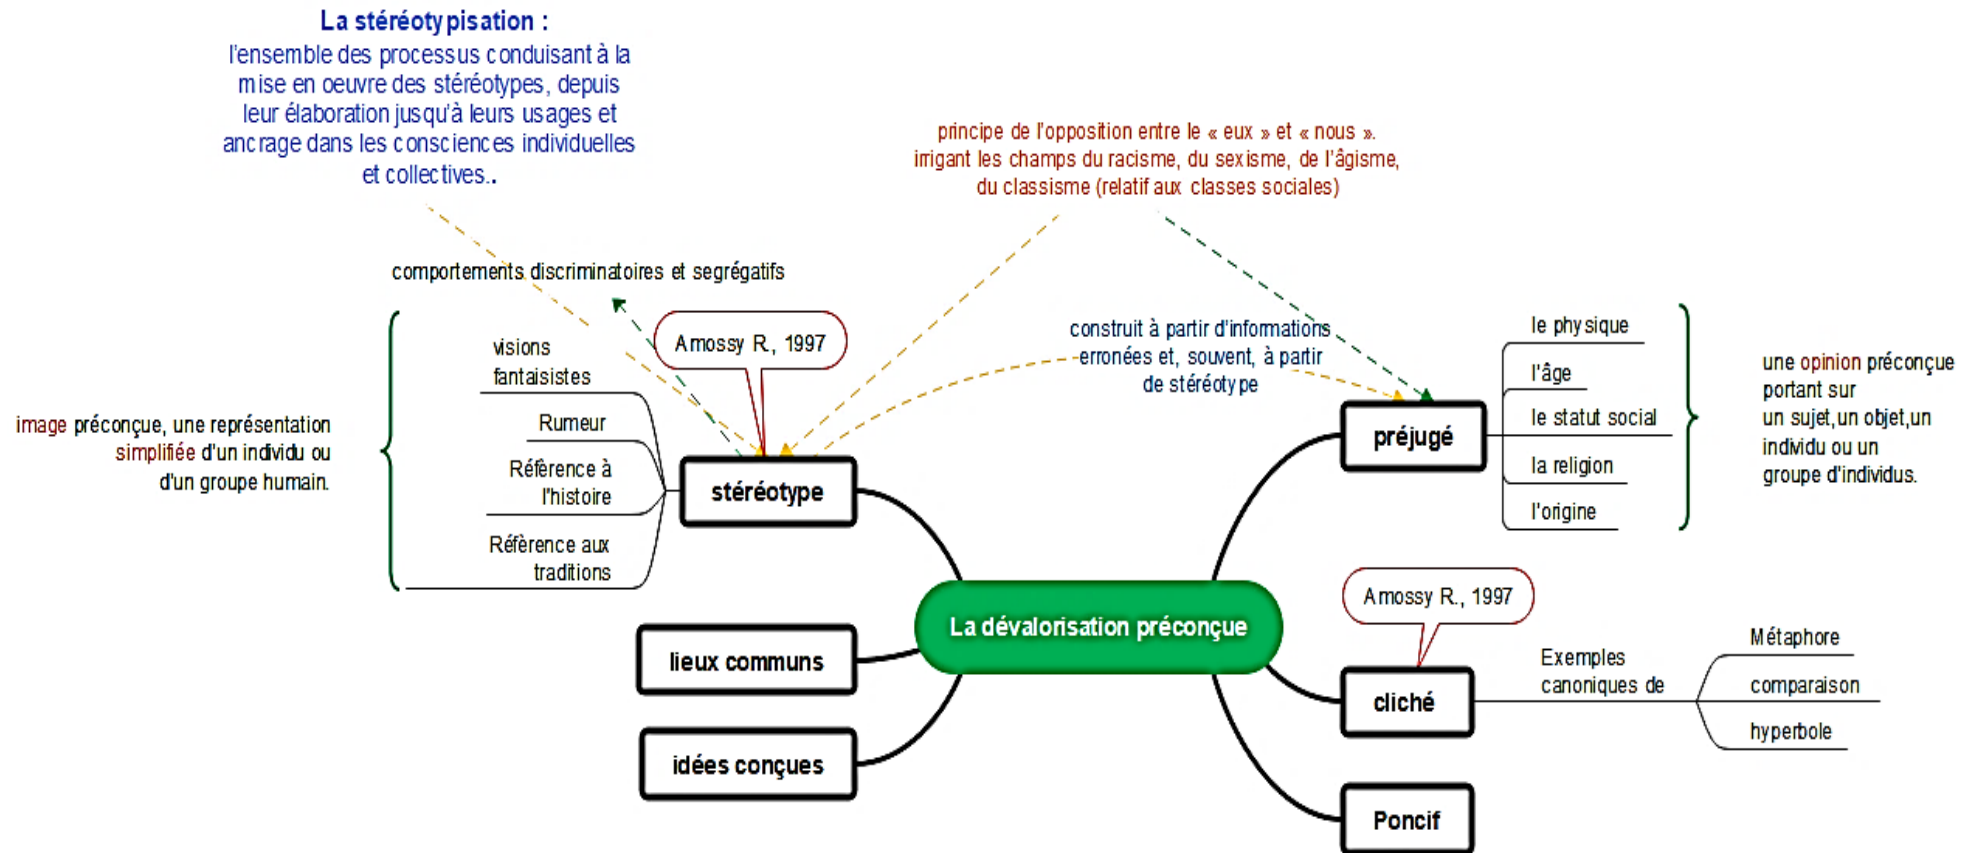 La stéréotypisation :
l'ensemble des processus conduisant à la
mise en oeuvre des stéréotypes, depuis
leur élaboration jusqu'à leurs usages et
ancrage dans les consciences individuelles
et collectives..
principe de l'opposition entre le « eux » et « nous ».
irrigant les champs du racisme, du sexisme, de l'âgisme,
du classisme (relatif aux classes sociales)
comportements discriminatoires et segrégatifs
Amossy R., 1997
visions
fantaisistes
Rumeur
Référence à
l'histoire
Référence aux
traditions
image préconçue, une représentation
simplifiée d'un individu ou
d'un groupe humain.
stéréotype
construit à partir d'informations
erronées et, souvent, à partir
de stéréotype
préjugé
le physique
l'âge
le statut social
la religion
l'origine
une opinion préconçue
portant sur
un sujet,un objet,un
individu ou un
groupe d'individus.
La dévalorisation préconçue
lieux communs
idées conçues
Amossy R., 1997
cliché
Exemples
canoniques de
Métaphore
comparaison
hyperbole
Poncif